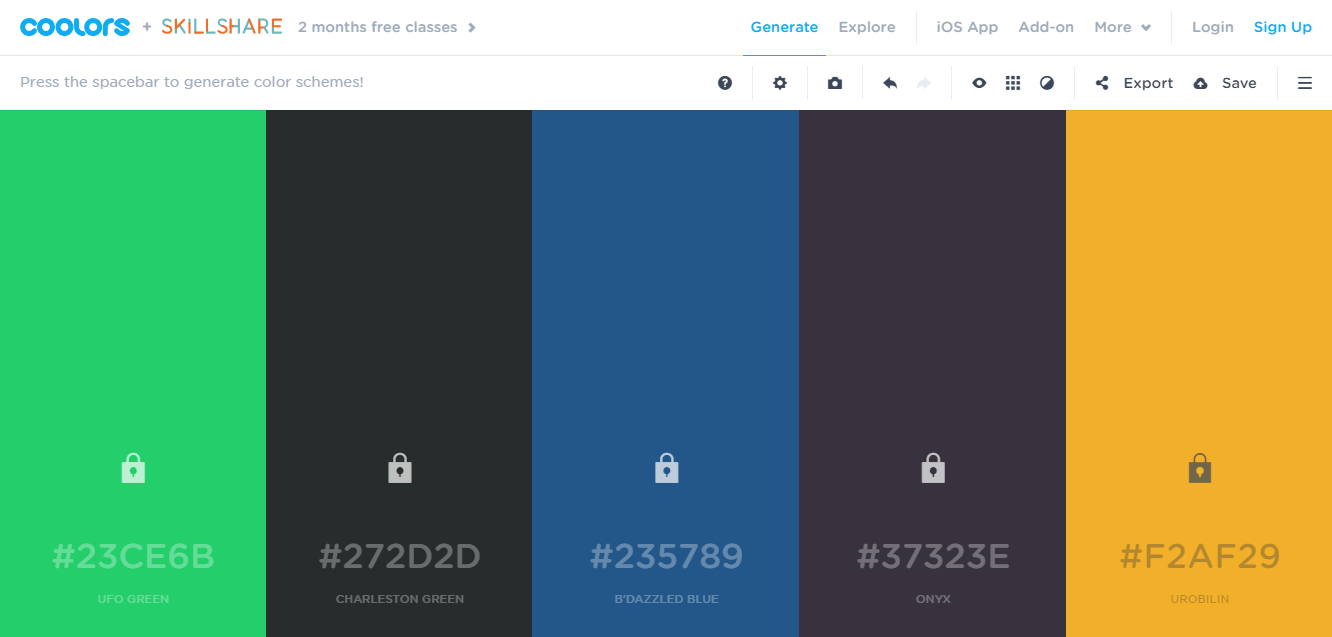 coolors + SKILLSHARE 2 months free classes Generate Explore iOS App Add-on More Login Sign Up
Press the spacebar to generate color schemes! Export Save
#23CE6B #272D2D #235789 #37323E #F2AF29
UFO GREEN CHARLESTON GREEN B'DAZZLED BLUE ONYX UROBILIN